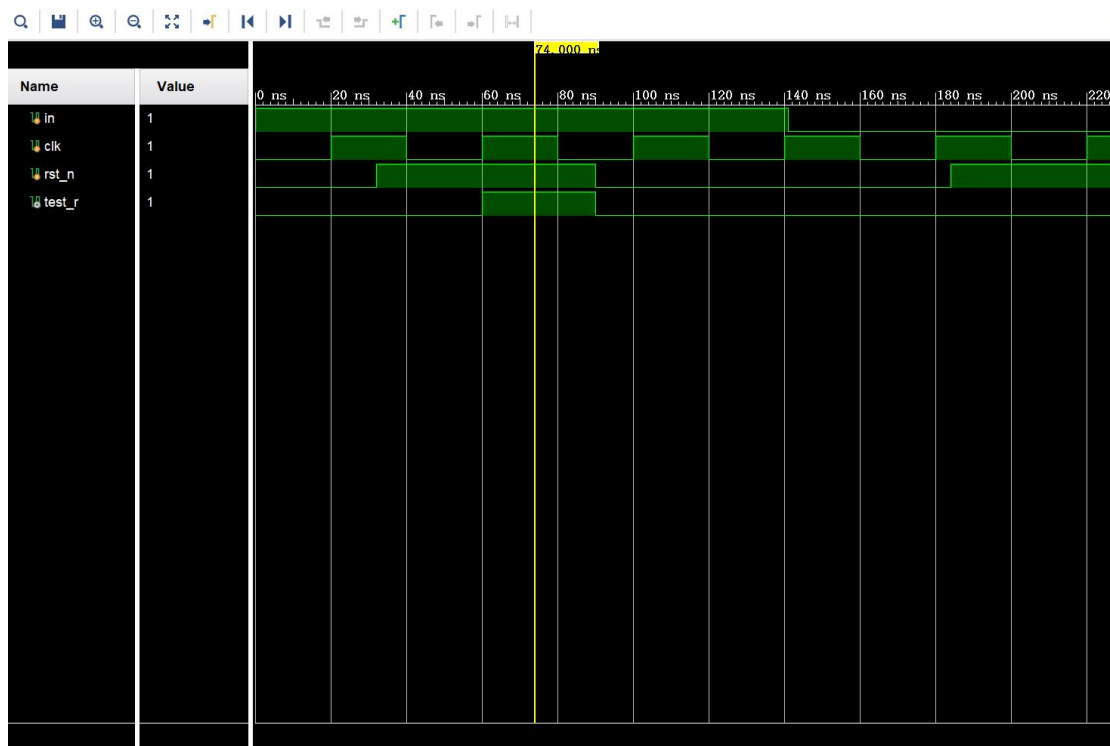 74.000 ns
Name Value
0 ns 20 ns 40 ns 60 ns 80 ns 100 ns 120 ns 140 ns 160 ns 180 ns 200 ns 220
in 1
clk 1
rst_n 1
test_r 1